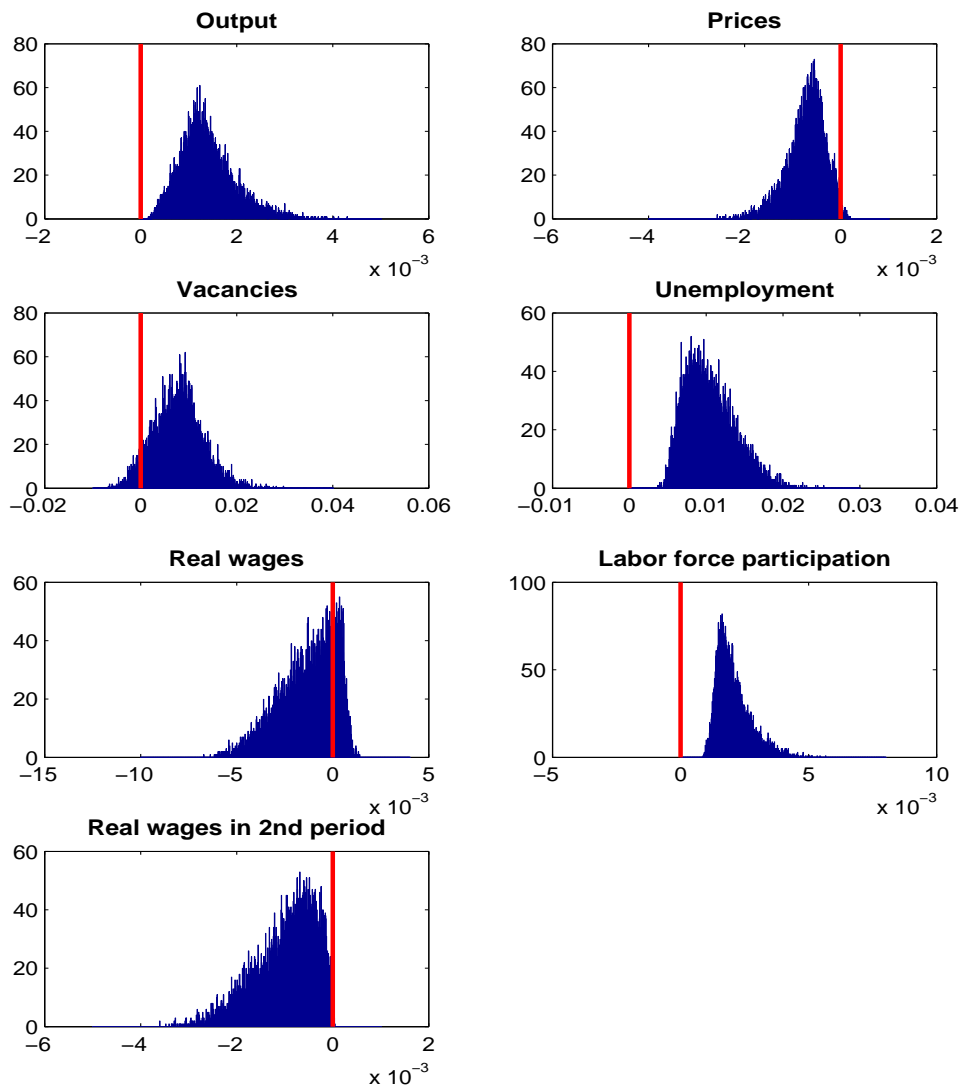 Output
80
60
40
20
0
−2 0 2 4 6
x 10−3
Prices
80
60
40
20
0
−6 −4 −2 0 2
x 10−3
Vacancies
80
60
40
20
0
−0.02 0 0.02 0.04 0.06
Unemployment
60
40
20
0
−0.01 0 0.01 0.02 0.03 0.04
Real wages
60
40
20
0
−15 −10 −5 0 5
x 10−3
Labor force participation
100
50
0
−5 0 5 10
x 10−3
Real wages in 2nd period
60
40
20
0
−6 −4 −2 0 2
x 10−3